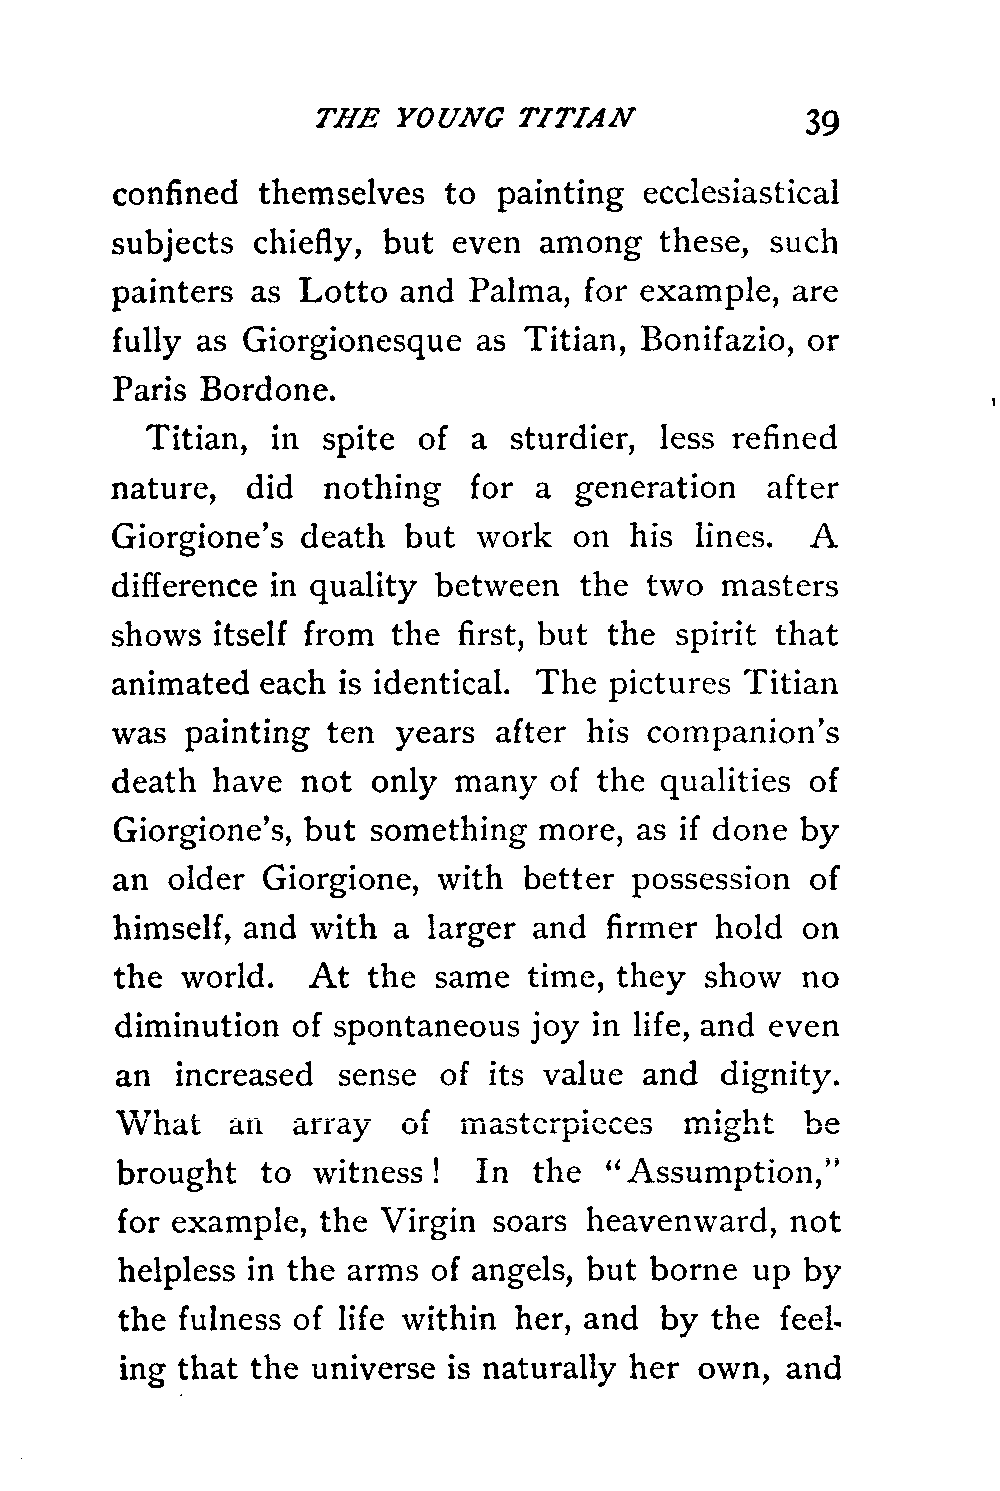 THE YOUNG TITIAN 39
confined themselves to painting ecclesiastical
subjects chiefly, but even among these, such
painters as Lotto and Palma, for example, are
fully as Giorgionesque as Titian, Bonifazio, or
Paris Bordone.
Titian, in spite of a sturdier, less refined
nature, did nothing for a generation after
Giorgione's death but work on his lines. A
difference in quality between the two masters
shows itself from the first, but the spirit that
animated each is identical. The pictures Titian
was painting ten years after his companion's
death have not only many of the qualities of
Giorgione's, but something more, as if done by
an older Giorgione, with better possession of
himself, and with a larger and firmer hold on
the world. At the same time, they show no
diminution of spontaneous joy in life, and even
an increased sense of its value and dignity.
What an array of masterpieces might be
brought to witness! In the "Assumption,"
for example, the Virgin soars heavenward, not
helpless in the arms of angels, but borne up by
the fulness of life within her, and by the feel-
ing that the universe is naturally her own, and